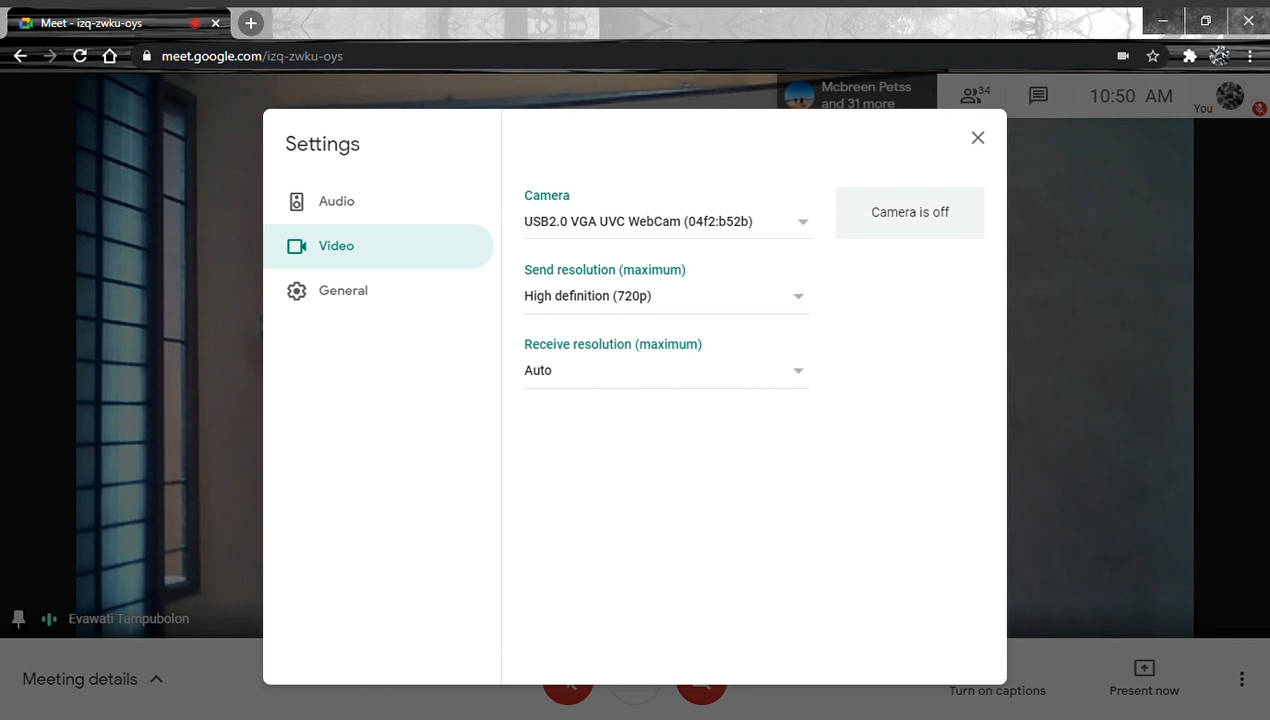 Meet - izq-zwku-oys
meet.google.com/izq-zwku-oys
Mcbreen Petss
and 31 more
34
10:50 AM
You
Settings
Audio
Video
General
Camera
USB2.0 VGA UVC WebCam (04f2:b52b)
Camera is off
Send resolution (maximum)
High definition (720p)
Receive resolution (maximum)
Auto
Evawati Tampubolon
Meeting details
Turn on captions
Present now